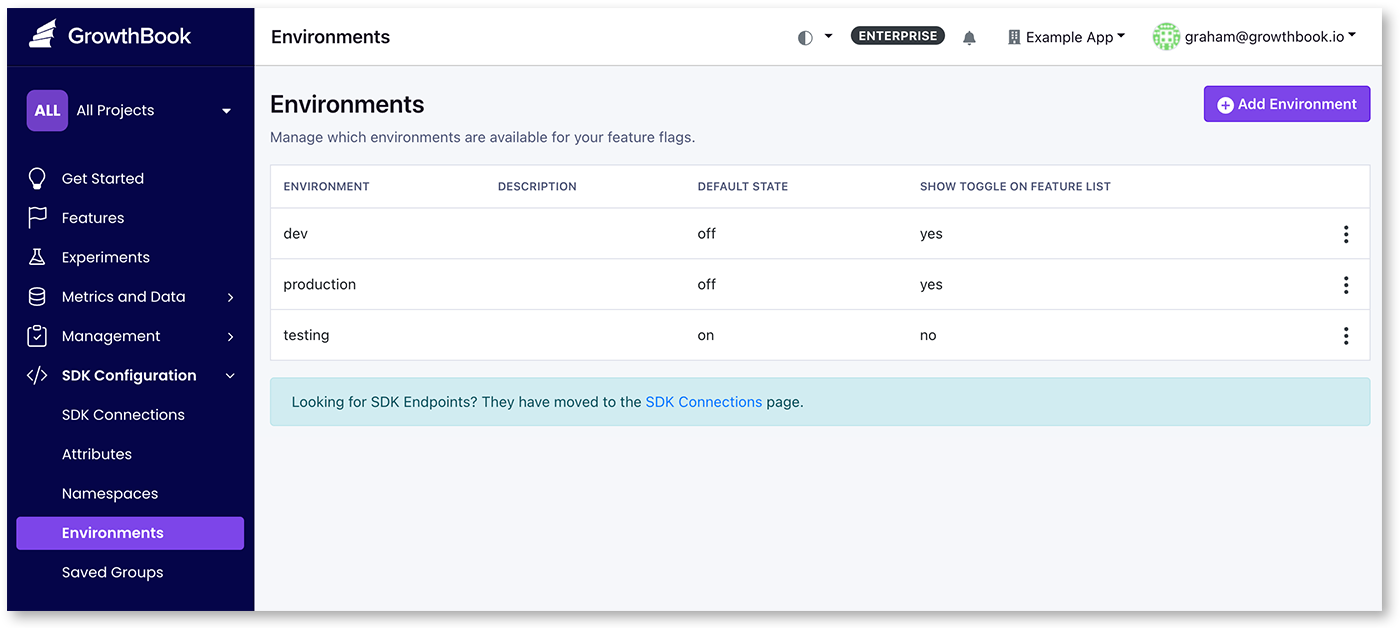 GrowthBook
ALL All Projects
Get Started
Features
Experiments
Metrics and Data
Management
SDK Configuration
SDK Connections
Attributes
Namespaces
Environments
Saved Groups
Environments
ENTERPRISE
Example App
graham@growthbook.io
Environments
Add Environment
Manage which environments are available for your feature flags.
ENVIRONMENT DESCRIPTION DEFAULT STATE SHOW TOGGLE ON FEATURE LIST
dev off yes
production off yes
testing on no
Looking for SDK Endpoints? They have moved to the SDK Connections page.